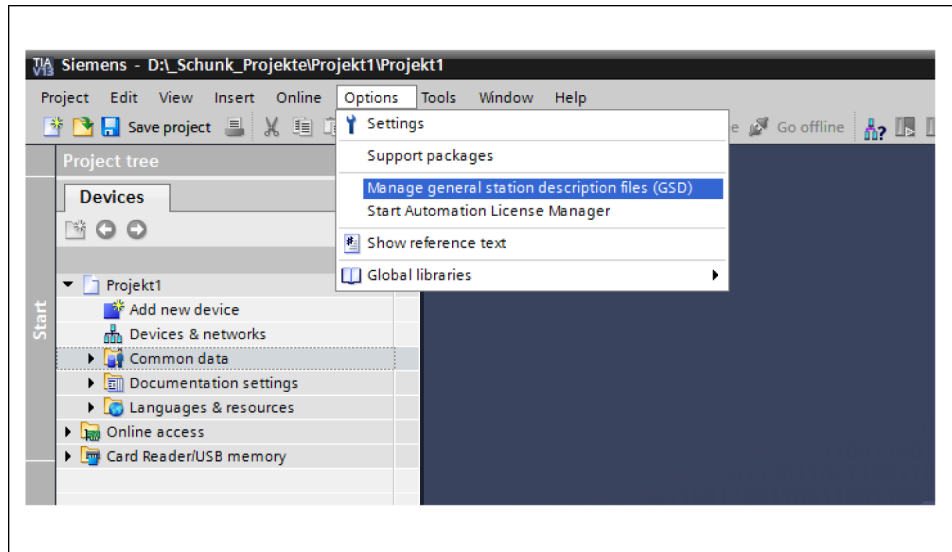 TIA
V13
Siemens - D:\_Schunk_Projekte\Projekt1\Projekt1
Project Edit View Insert Online Options Tools Window Help
Save project
Settings
Go offline
Support packages
Manage general station description files (GSD)
Start Automation License Manager
Show reference text
Global libraries
Project tree
Devices
Start
Projekt1
Add new device
Devices & networks
Common data
Documentation settings
Languages & resources
Online access
Card Reader/USB memory